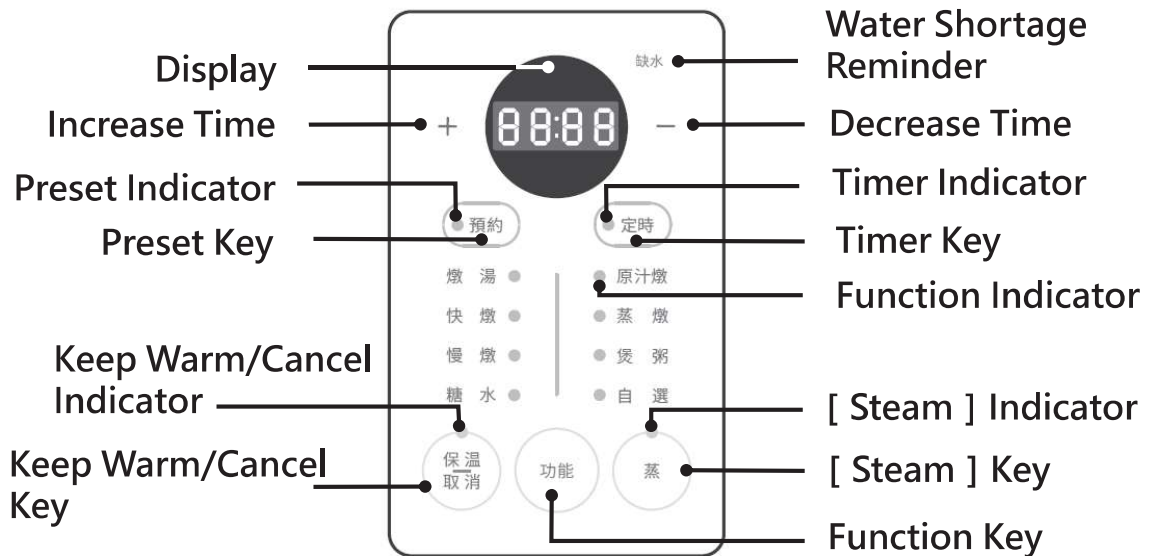 Water Shortage
Reminder
Display
缺水
Increase Time
+
88:88
−
Decrease Time
Preset Indicator
Timer Indicator
預約
定時
Preset Key
Timer Key
燉 湯
原汁燉
Function Indicator
快 燉
蒸 燉
Keep Warm/Cancel
Indicator
慢 燉
煲 粥
糖 水
自 選
[ Steam ] Indicator
Keep Warm/Cancel
Key
保温
取消
功能
蒸
[ Steam ] Key
Function Key